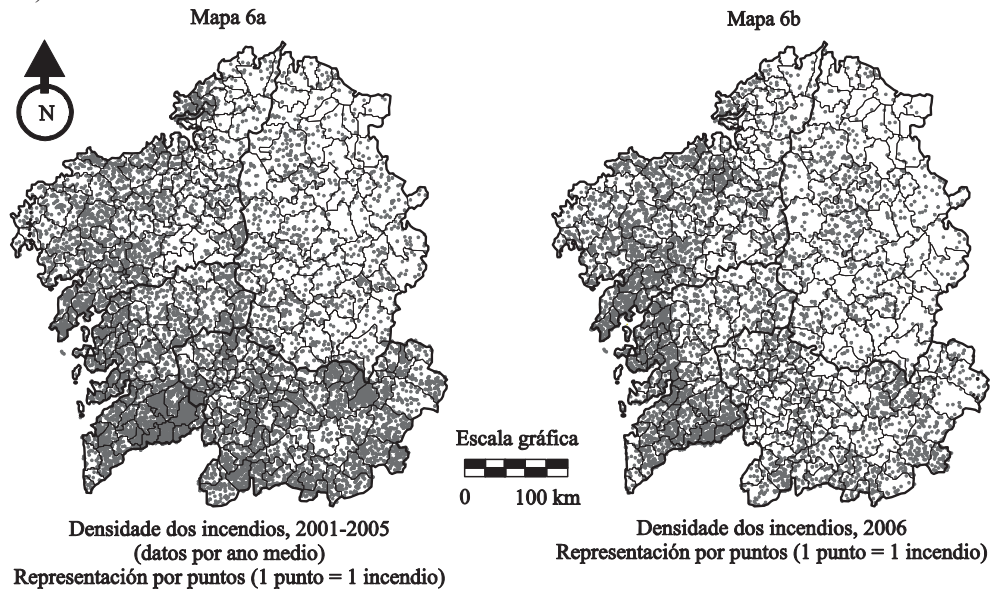 Mapa 6a
N
Mapa 6b
Escala gráfica
0 100 km
Densidade dos incendios, 2001-2005
(datos por ano medio)
Representación por puntos (1 punto = 1 incendio)
Densidade dos incendios, 2006
Representación por puntos (1 punto = 1 incendio)